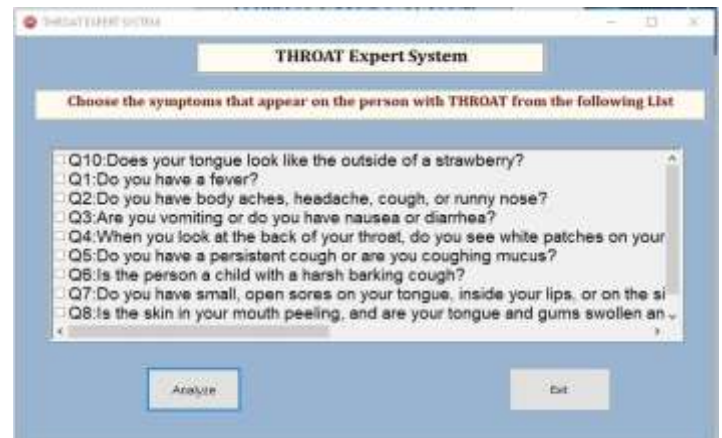 THROAT EXPERT SYSTEM
THROAT Expert System
Choose the symptoms that appear on the person with THROAT from the following LIst
Q10:Does your tongue look like the outside of a strawberry?
Q1:Do you have a fever?
Q2:Do you have body aches, headache, cough, or runny nose?
Q3:Are you vomiting or do you have nausea or diarrhea?
Q4:When you look at the back of your throat, do you see white patches on your
Q5:Do you have a persistent cough or are you coughing mucus?
Q6:Is the person a child with a harsh barking cough?
Q7:Do you have small, open sores on your tongue, inside your lips, or on the si
Q8:Is the skin in your mouth peeling, and are your tongue and gums swollen an
Analyze
Exit